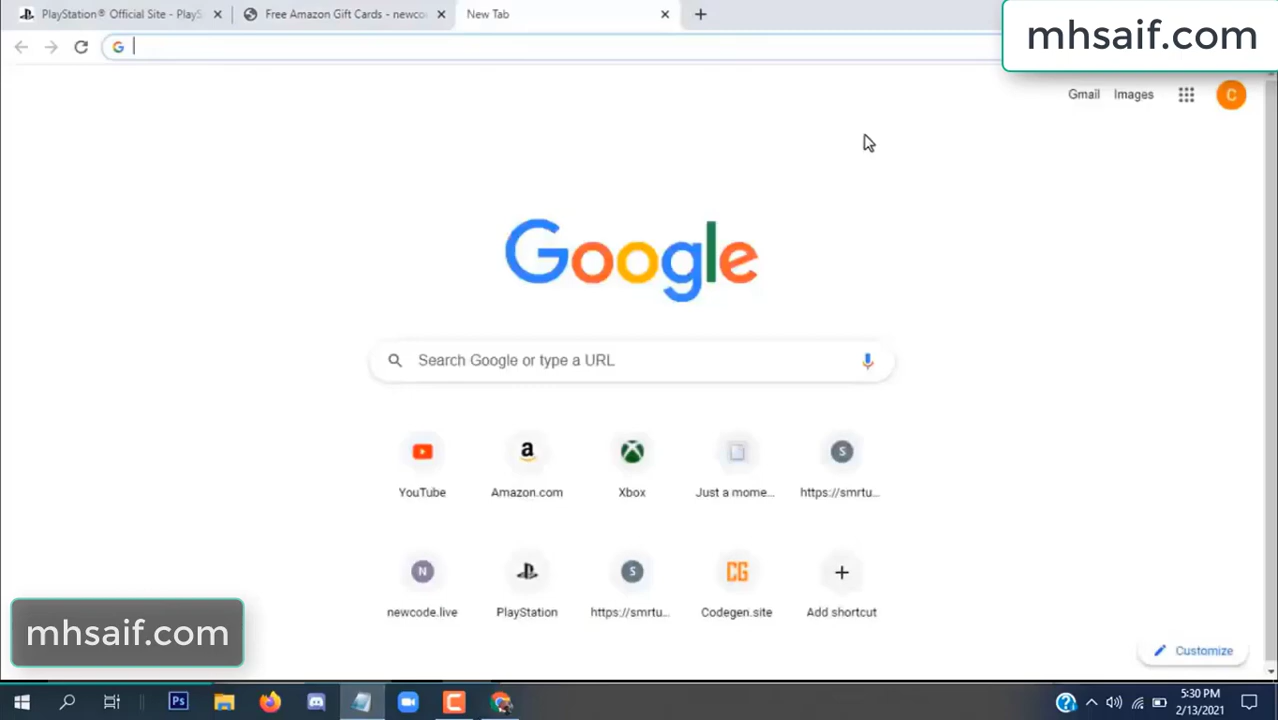 PlayStation® Official Site - PlayS
Free Amazon Gift Cards - newco
New Tab
mhsaif.com
Gmail
Images
C
Google
Search Google or type a URL
YouTube
Amazon.com
Xbox
Just a mome...
S
https://smrtu...
N
newcode.live
PlayStation
S
https://smrtu...
CG
Codegen.site
Add shortcut
mhsaif.com
Customize
Ps
5:30 PM
2/13/2021